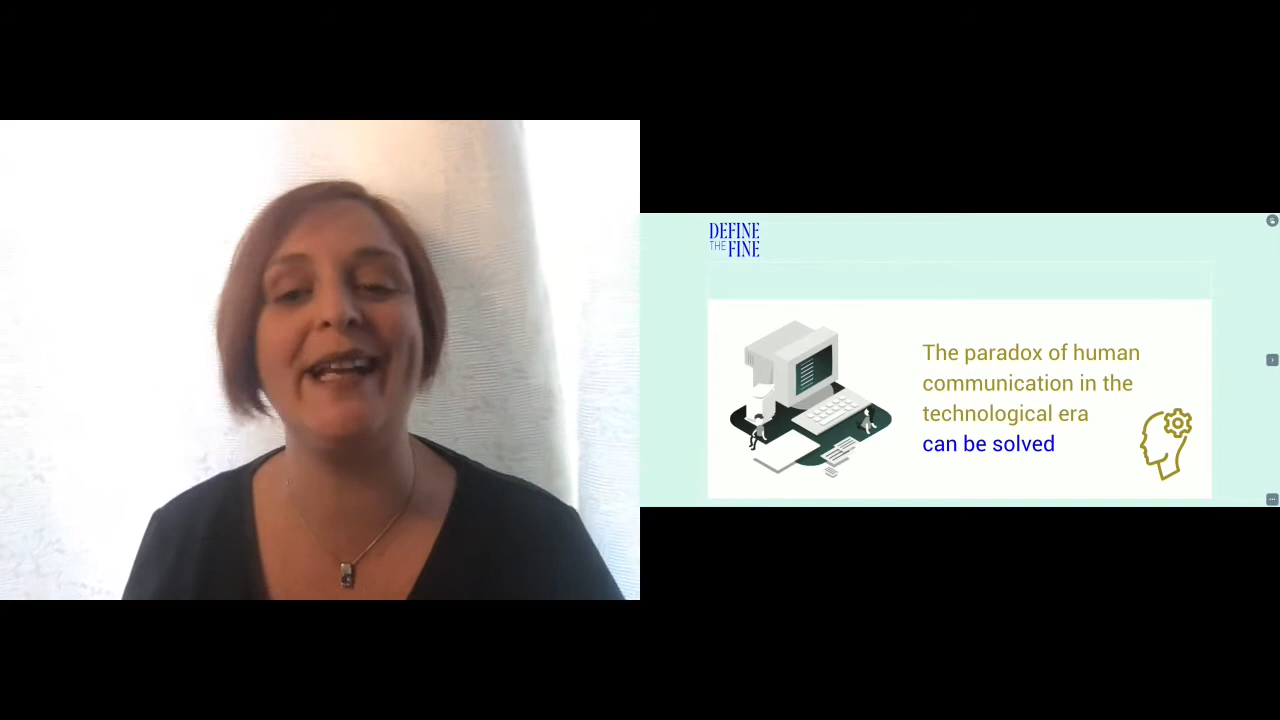 DEFINE
THE FINE
The paradox of human
communication in the
technological era
can be solved